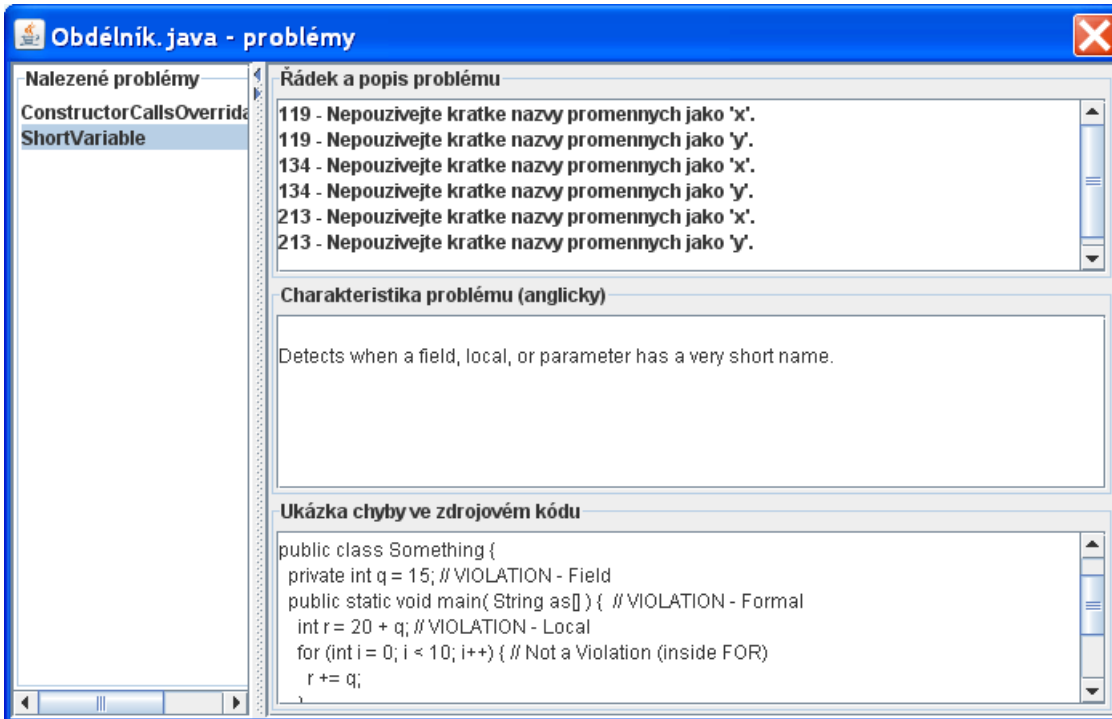 Obdélník.java - problémy
Nalezené problémy
ConstructorCallsOverrida
ShortVariable
Řádek a popis problému
119 - Nepouzivejte kratke nazvy promennych jako 'x'.
119 - Nepouzivejte kratke nazvy promennych jako 'y'.
134 - Nepouzivejte kratke nazvy promennych jako 'x'.
134 - Nepouzivejte kratke nazvy promennych jako 'y'.
213 - Nepouzivejte kratke nazvy promennych jako 'x'.
213 - Nepouzivejte kratke nazvy promennych jako 'y'.
Charakteristika problému (anglicky)
Detects when a field, local, or parameter has a very short name.
Ukázka chyby ve zdrojovém kódu
public class Something {
private int q = 15; // VIOLATION - Field
public static void main( String as[] ) { // VIOLATION - Formal
int r = 20 + q; // VIOLATION - Local
for (int i = 0; i < 10; i++) { // Not a Violation (inside FOR)
r += q;
}